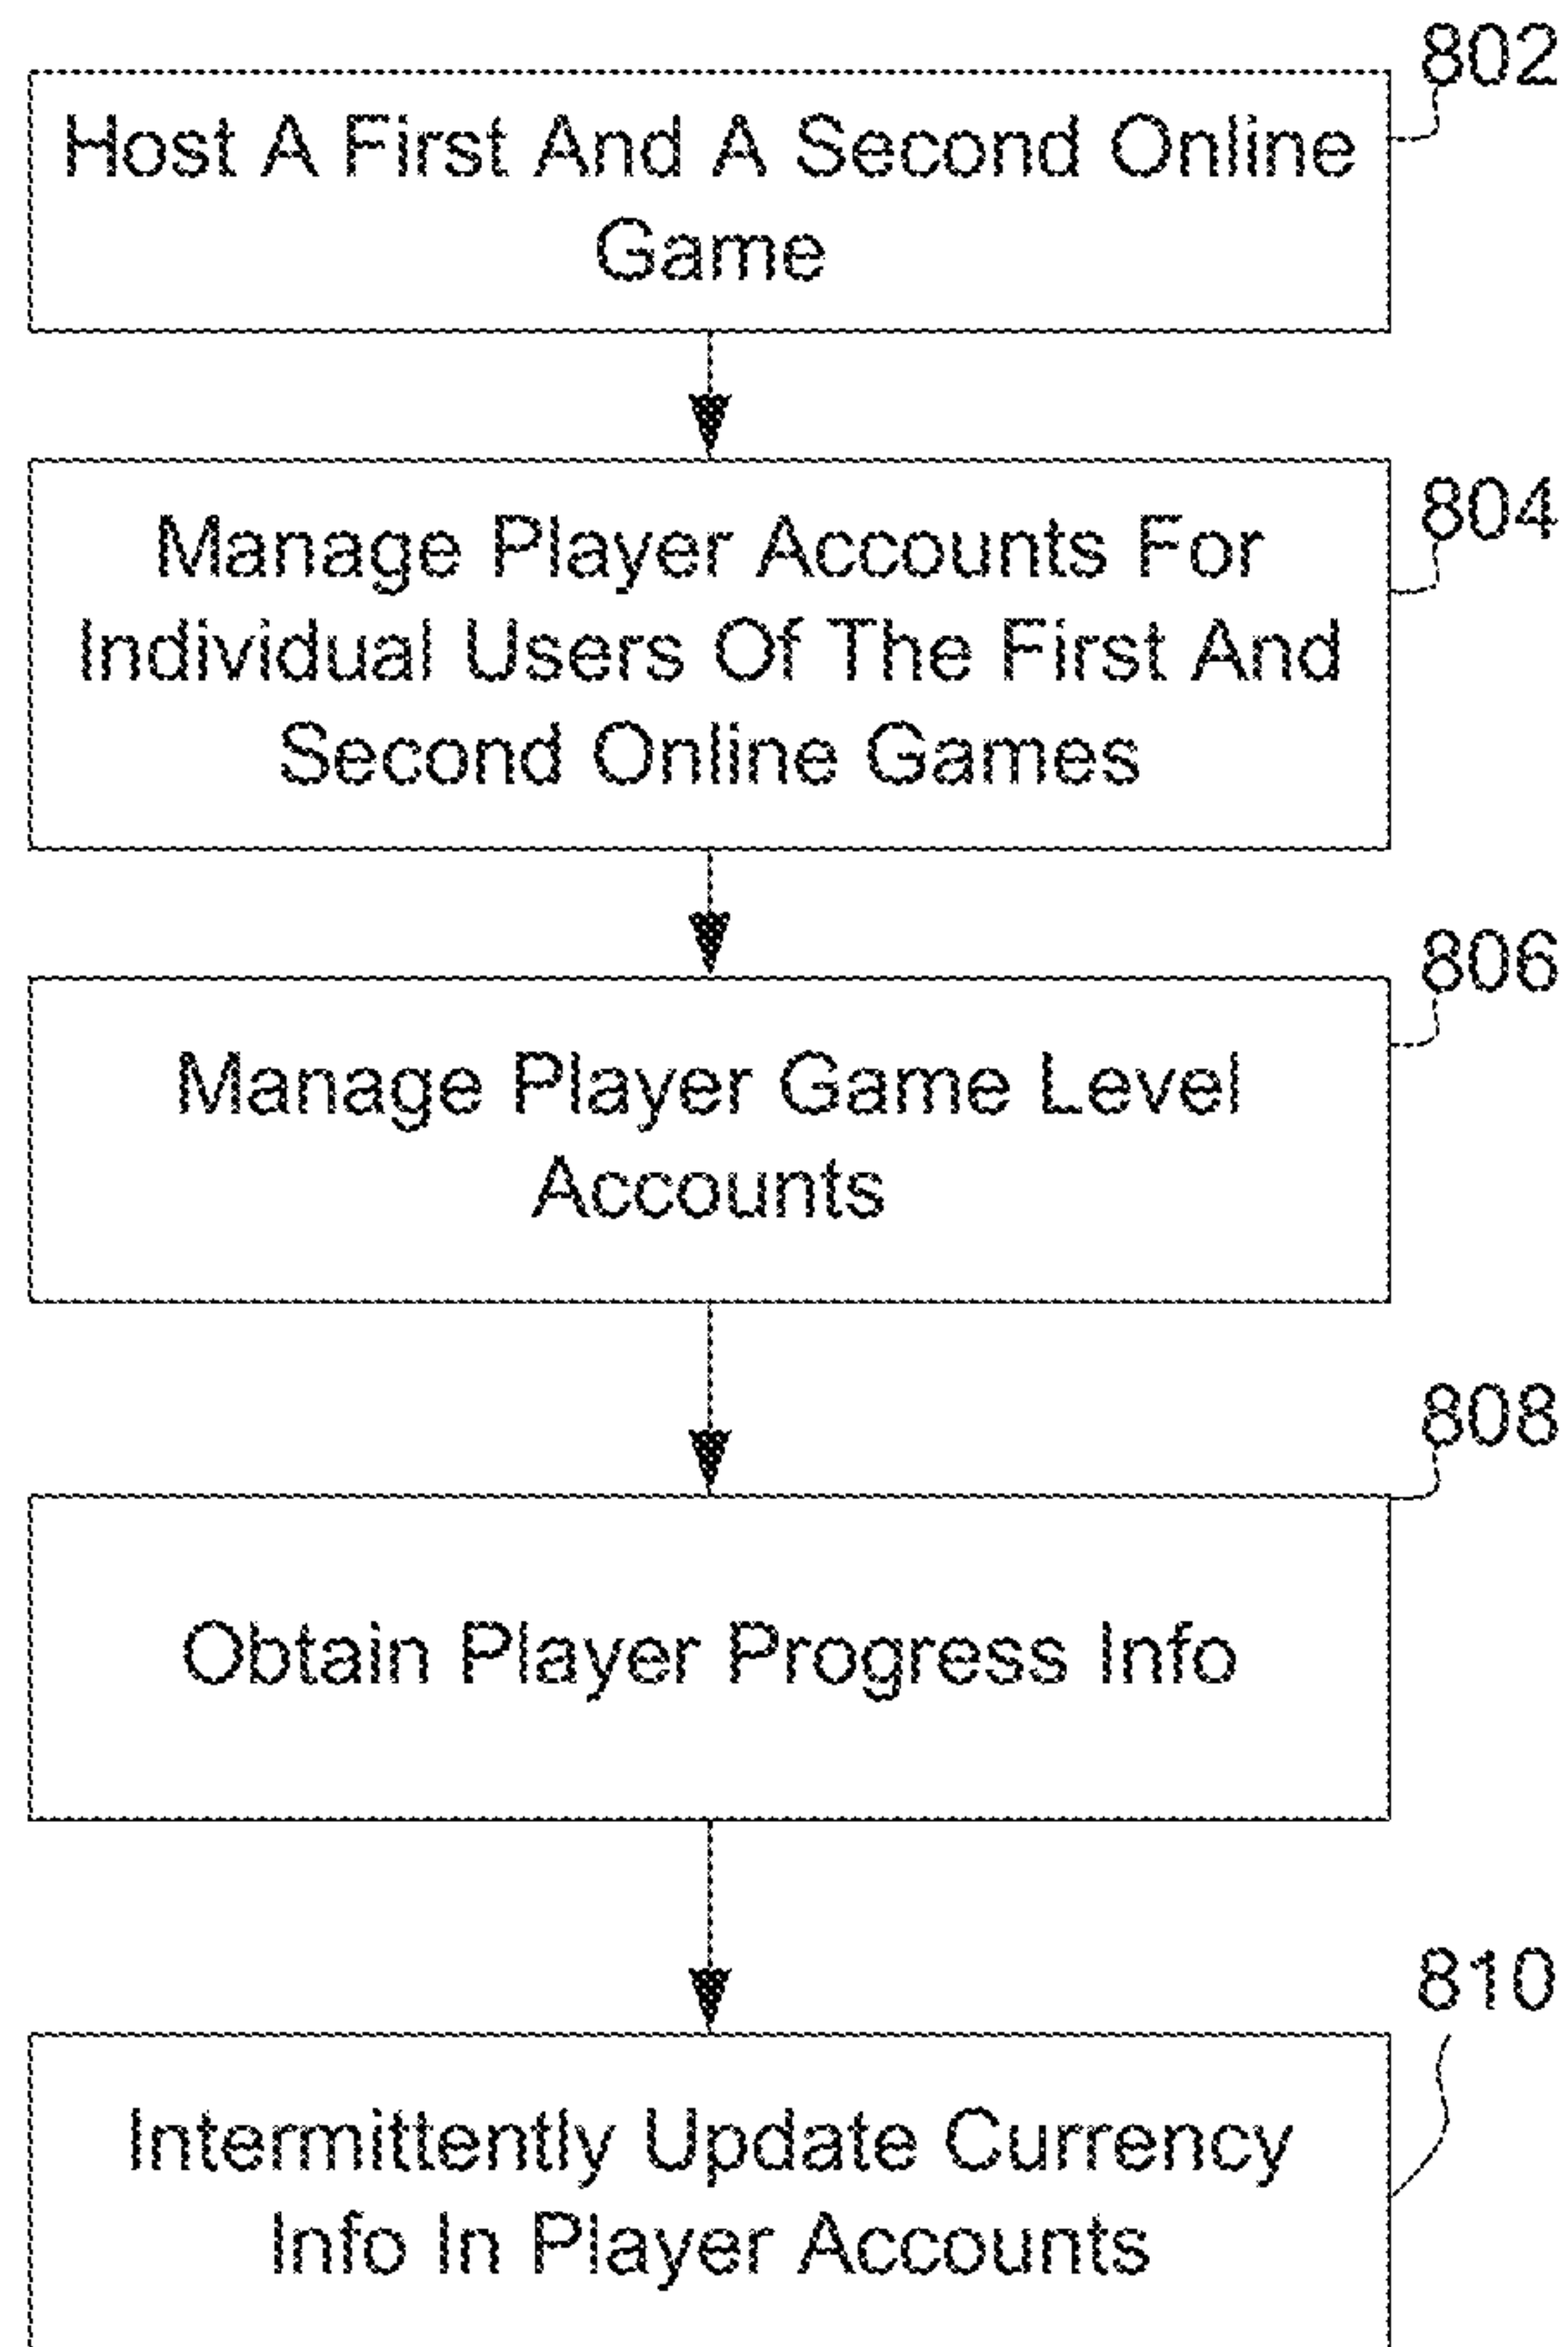 802
Host A First And A Second Online
Game
804
Manage Player Accounts For
Individual Users Of The First And
Second Online Games
806
Manage Player Game Level
Accounts
808
Obtain Player Progress Info
810
Intermittently Update Currency
Info In Player Accounts